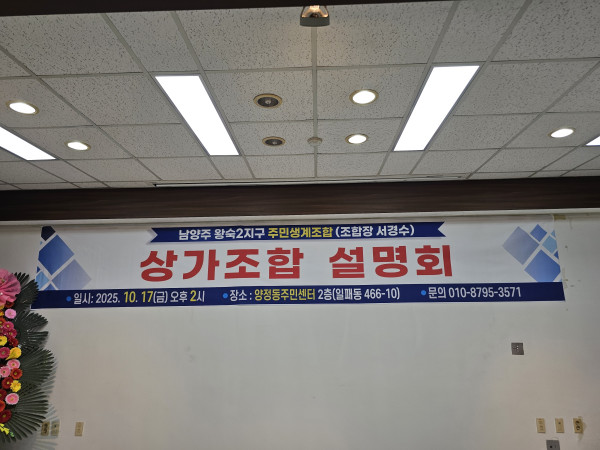 남양주 왕숙2지구 주민생계조합 (조합장 서경수)
상가조합 설명회
• 일시: 2025. 10. 17(금) 오후 2시 • 장소 : 양정동주민센터 2층(일패동 466-10) • 문의 010-8795-3571